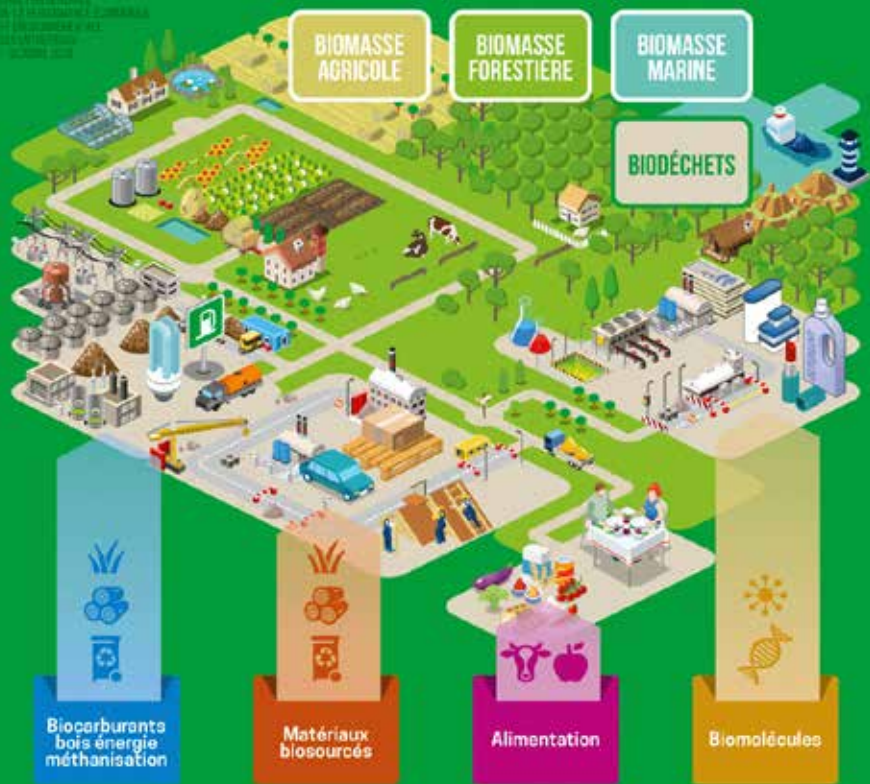 BIOMASSE
AGRICOLE
BIOMASSE
FORESTIÈRE
BIOMASSE
MARINE
BIODÉCHETS
Biocarburants
bois énergie
méthanisation
Matériaux
biosourcés
Alimentation
Biomolécules